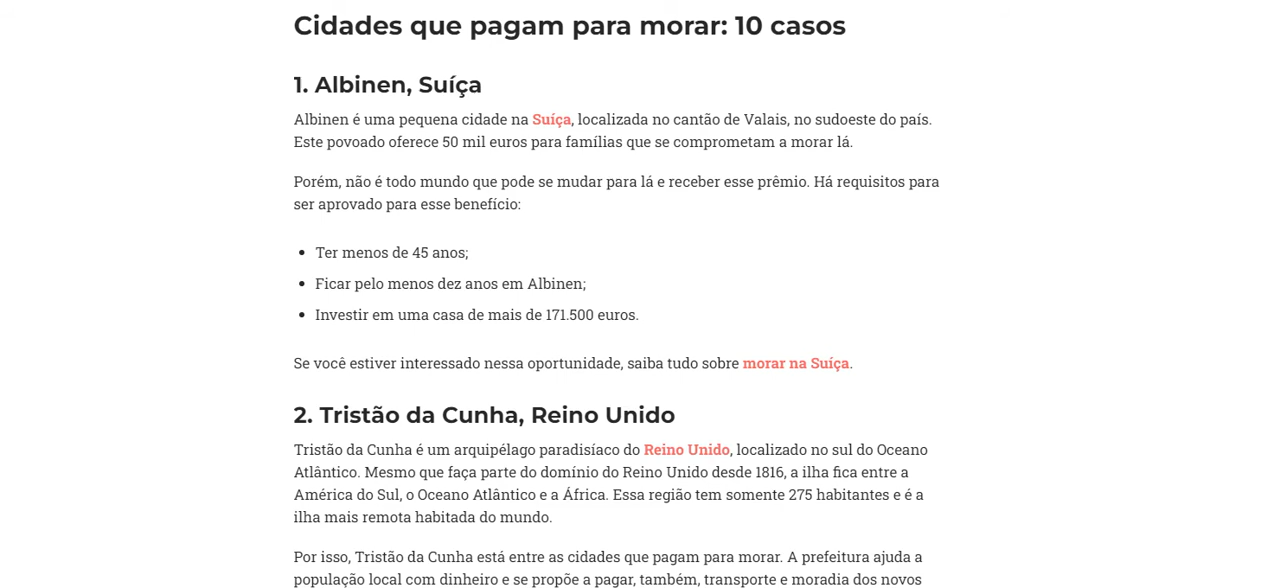 Cidades que pagam para morar: 10 casos
1. Albinen, Suíça
Albinen é uma pequena cidade na Suíça, localizada no cantão de Valais, no sudoeste do país.
Este povoado oferece 50 mil euros para famílias que se comprometam a morar lá.
Porém, não é todo mundo que pode se mudar para lá e receber esse prêmio. Há requisitos para
ser aprovado para esse benefício:
• Ter menos de 45 anos;
• Ficar pelo menos dez anos em Albinen;
• Investir em uma casa de mais de 171.500 euros.
Se você estiver interessado nessa oportunidade, saiba tudo sobre morar na Suíça.
2. Tristão da Cunha, Reino Unido
Tristão da Cunha é um arquipélago paradisíaco do Reino Unido, localizado no sul do Oceano
Atlântico. Mesmo que faça parte do domínio do Reino Unido desde 1816, a ilha fica entre a
América do Sul, o Oceano Atlântico e a África. Essa região tem somente 275 habitantes e é a
ilha mais remota habitada do mundo.
Por isso, Tristão da Cunha está entre as cidades que pagam para morar. A prefeitura ajuda a
população local com dinheiro e se propõe a pagar, também, transporte e moradia dos novos